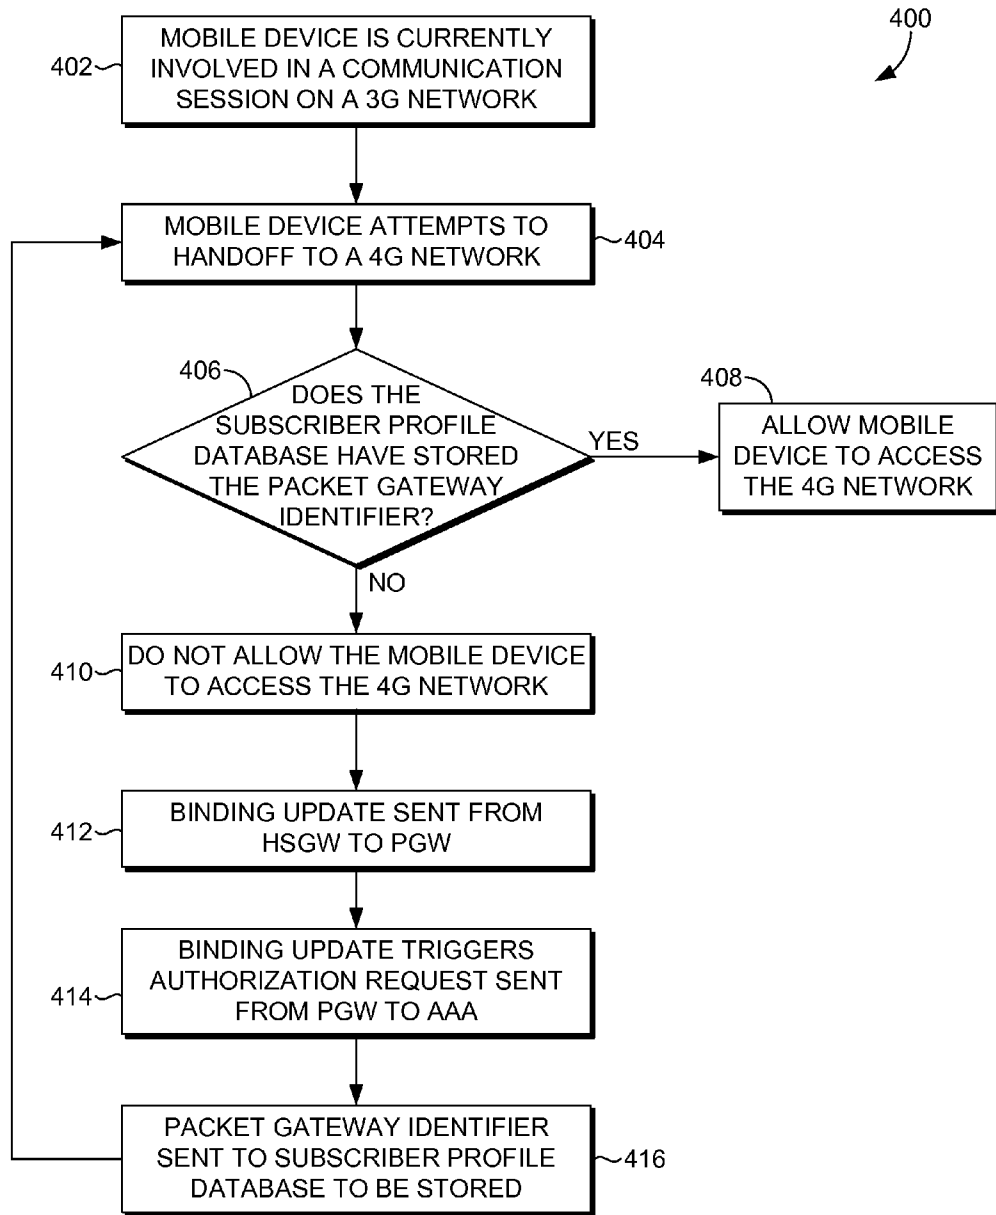 400
402
MOBILE DEVICE IS CURRENTLY
INVOLVED IN A COMMUNICATION
SESSION ON A 3G NETWORK
MOBILE DEVICE ATTEMPTS TO
HANDOFF TO A 4G NETWORK
404
406
DOES THE
SUBSCRIBER PROFILE
DATABASE HAVE STORED
THE PACKET GATEWAY
IDENTIFIER?
YES
408
ALLOW MOBILE
DEVICE TO ACCESS
THE 4G NETWORK
NO
410
DO NOT ALLOW THE MOBILE DEVICE
TO ACCESS THE 4G NETWORK
412
BINDING UPDATE SENT FROM
HSGW TO PGW
414
BINDING UPDATE TRIGGERS
AUTHORIZATION REQUEST SENT
FROM PGW TO AAA
PACKET GATEWAY IDENTIFIER
SENT TO SUBSCRIBER PROFILE
DATABASE TO BE STORED
416